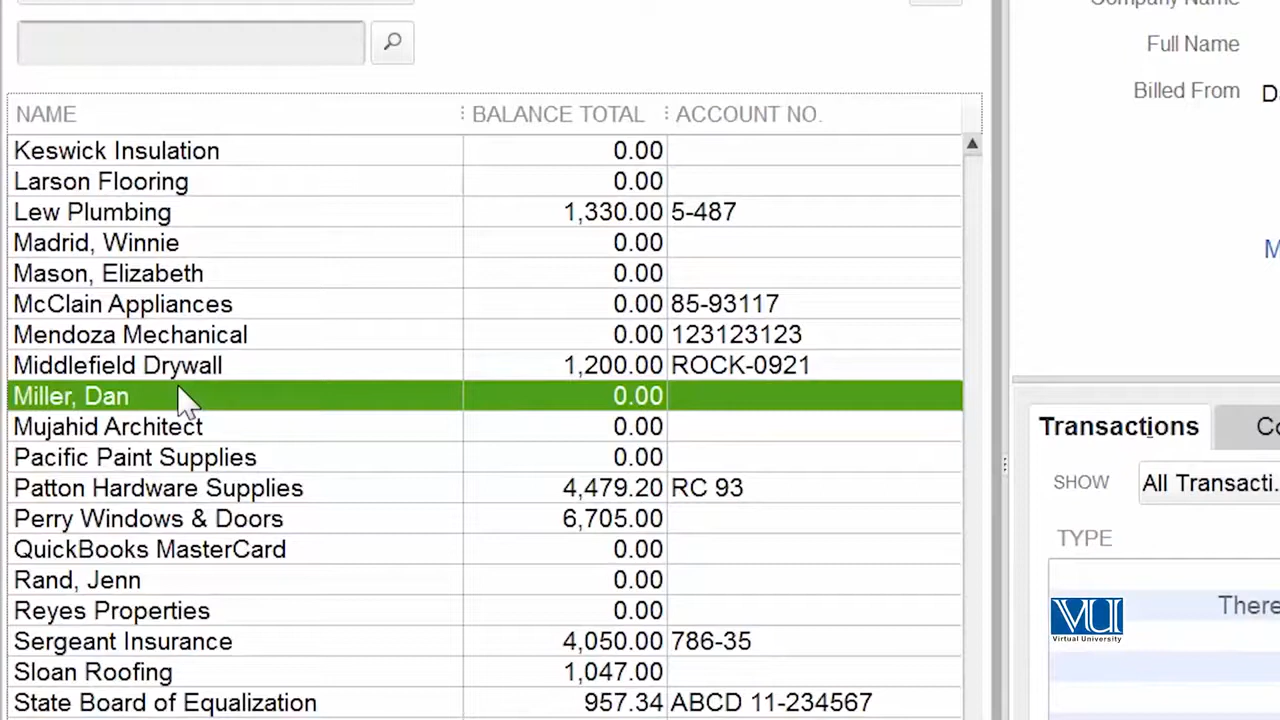 Company Name
Full Name
Billed From
NAME BALANCE TOTAL ACCOUNT NO.
Keswick Insulation 0.00
Larson Flooring 0.00
Lew Plumbing 1,330.00 5-487
Madrid, Winnie 0.00
Mason, Elizabeth 0.00
McClain Appliances 0.00 85-93117
Mendoza Mechanical 0.00 123123123
Middlefield Drywall 1,200.00 ROCK-0921
Miller, Dan 0.00
Mujahid Architect 0.00
Pacific Paint Supplies 0.00
Patton Hardware Supplies 4,479.20 RC 93
Perry Windows & Doors 6,705.00
QuickBooks MasterCard 0.00
Rand, Jenn 0.00
Reyes Properties 0.00
Sergeant Insurance 4,050.00 786-35
Sloan Roofing 1,047.00
State Board of Equalization 957.34 ABCD 11-234567
Transactions
SHOW All Transacti...
TYPE
There
VU
Virtual University